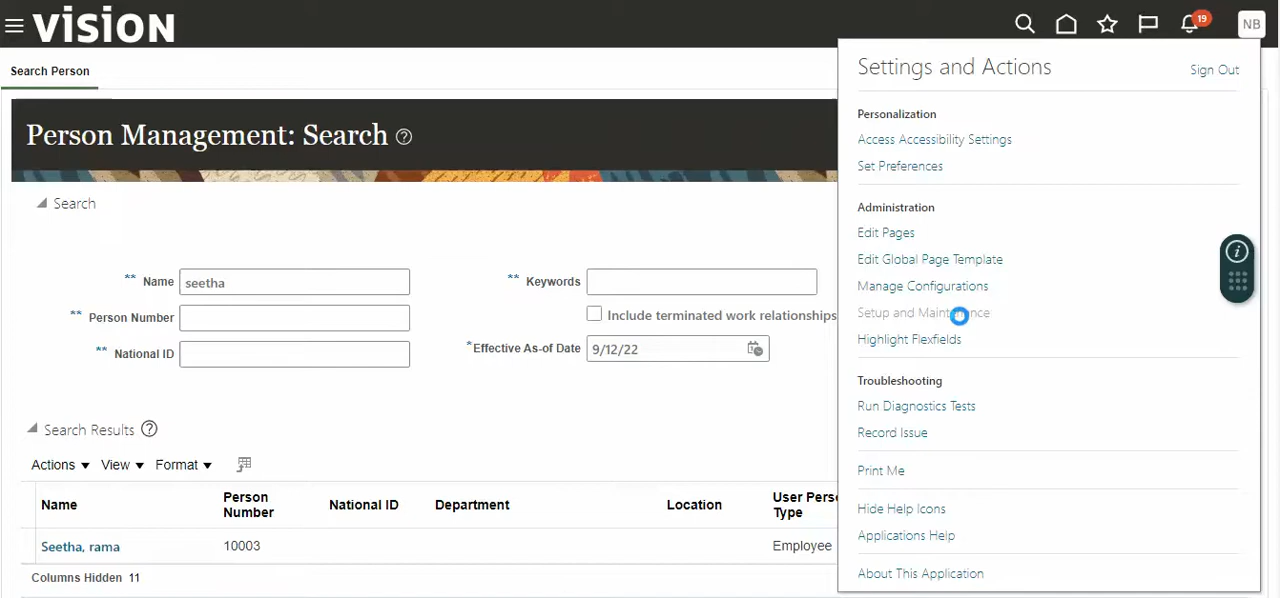 vision
19
NB
Search Person
Settings and Actions
Sign Out
Person Management: Search ?
Personalization
Access Accessibility Settings
Set Preferences
Search
Administration
Edit Pages
Edit Global Page Template
Manage Configurations
Setup and Maintenance
Highlight Flexfields
** Name seetha
** Keywords
** Person Number
Include terminated work relationships
** National ID
*Effective As-of Date 9/12/22
Troubleshooting
Run Diagnostics Tests
Record Issue
Print Me
Hide Help Icons
Applications Help
About This Application
Search Results ?
Actions View Format
Name Person Number National ID Department Location User Perso Type
Seetha, rama 10003 Employee
Columns Hidden 11